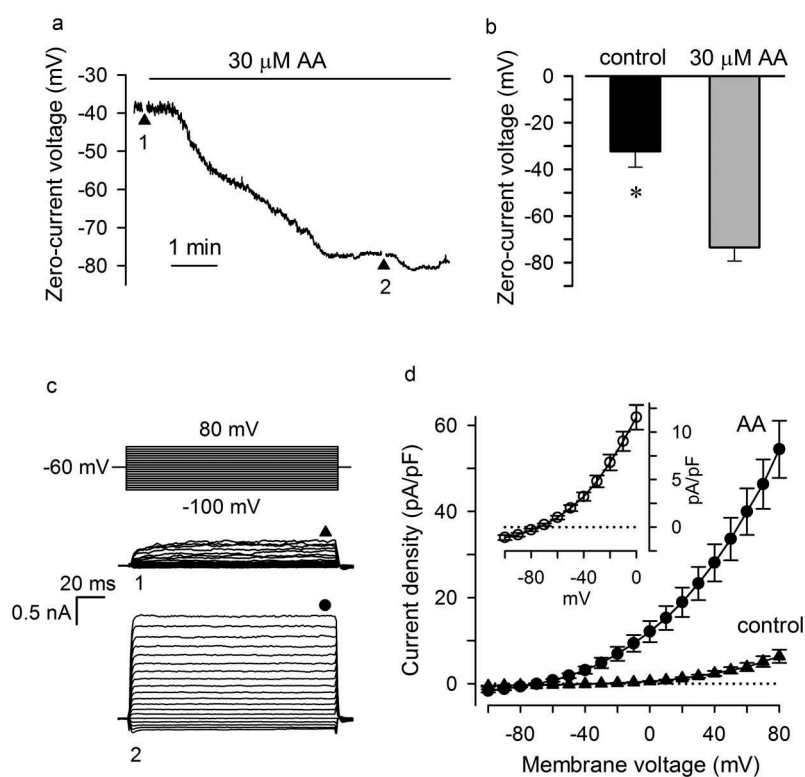 a
30 µM AA
Zero-current voltage (mV)
-30
-40
-50
-60
-70
-80
1
1 min
2
b
control
30 µM AA
Zero-current voltage (mV)
0
-20
-40
-60
-80
*
c
80 mV
-60 mV
-100 mV
1
20 ms
0.5 nA
2
d
Current density (pA/pF)
60
40
20
0
AA
control
10
5
0
pA/pF
-80
-40
0
mV
-80
-40
0
40
80
Membrane voltage (mV)